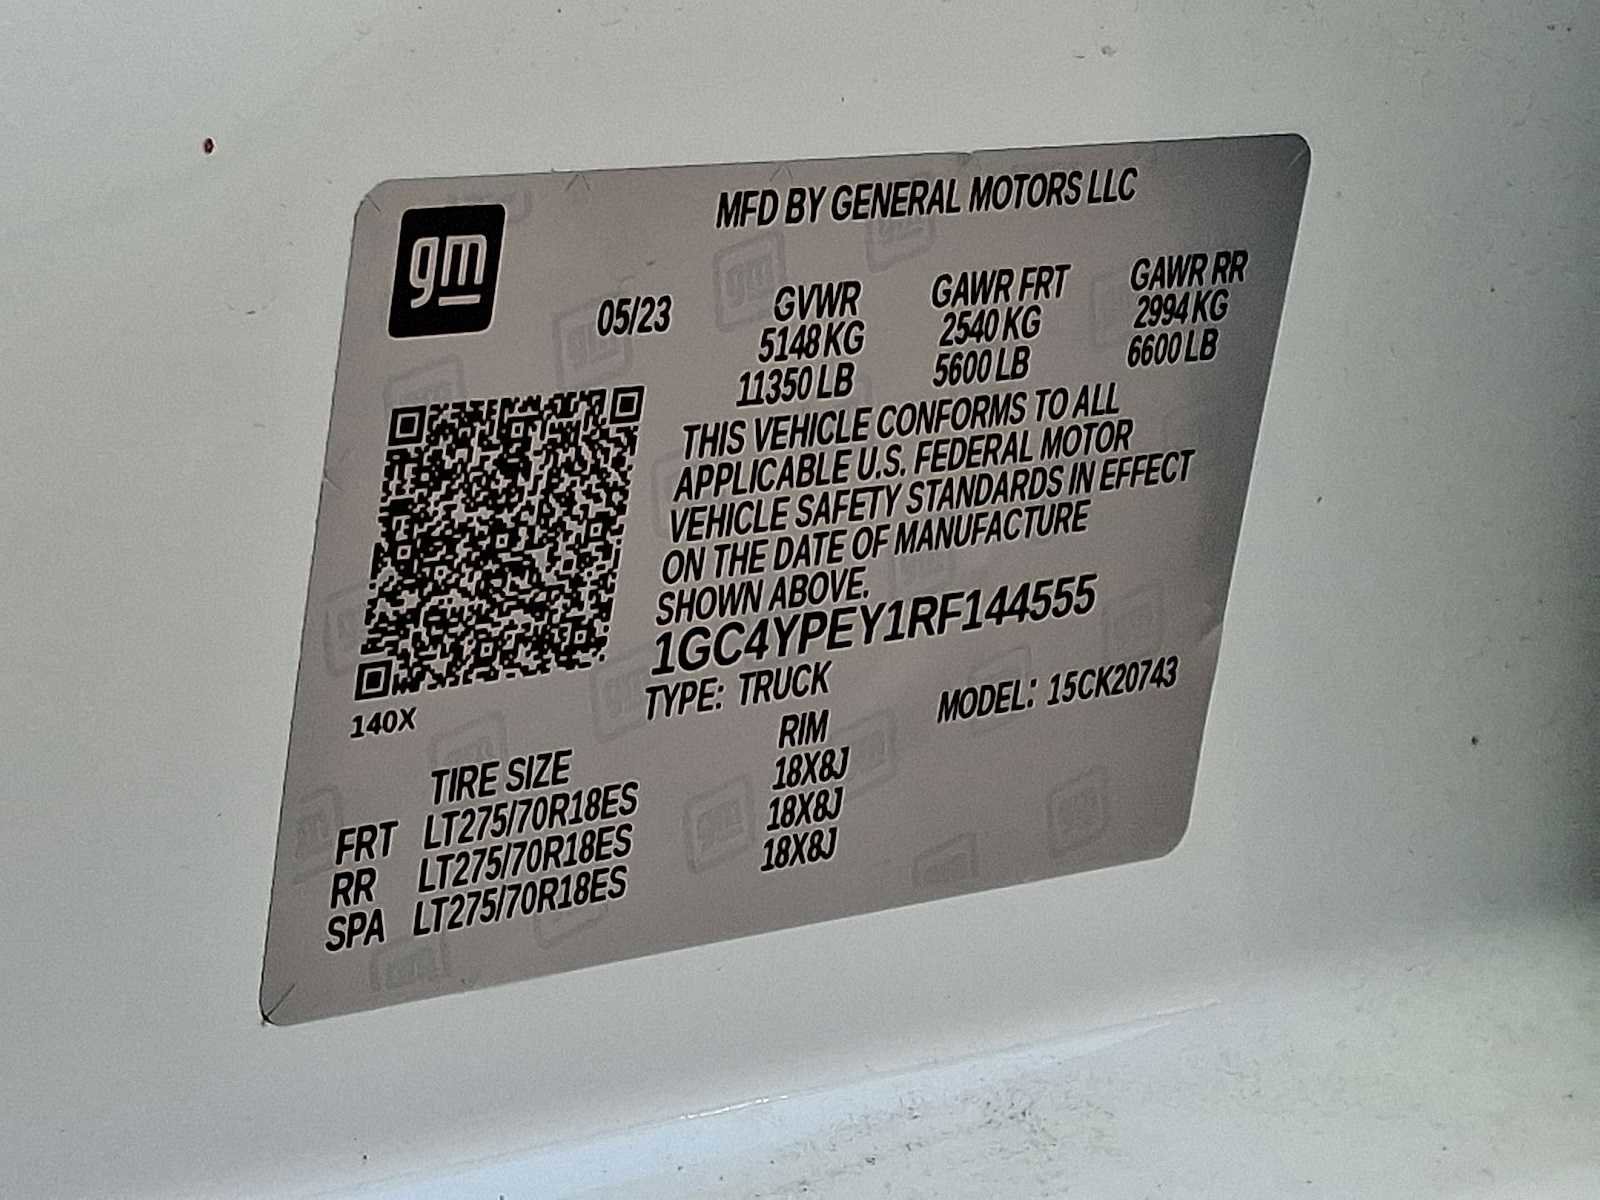 gm
MFD BY GENERAL MOTORS LLC
05/23 GVWR GAWR FRT GAWR RR
5148 KG 2540 KG 2994 KG
11350 LB 5600 LB 6600 LB
THIS VEHICLE CONFORMS TO ALL
APPLICABLE U.S. FEDERAL MOTOR
VEHICLE SAFETY STANDARDS IN EFFECT
ON THE DATE OF MANUFACTURE
SHOWN ABOVE.
1GC4YPEY1RF144555
TYPE: TRUCK MODEL: 15CK20743
140X
TIRE SIZE RIM
FRT LT275/70R18ES 18X8J
RR LT275/70R18ES 18X8J
SPA LT275/70R18ES 18X8J